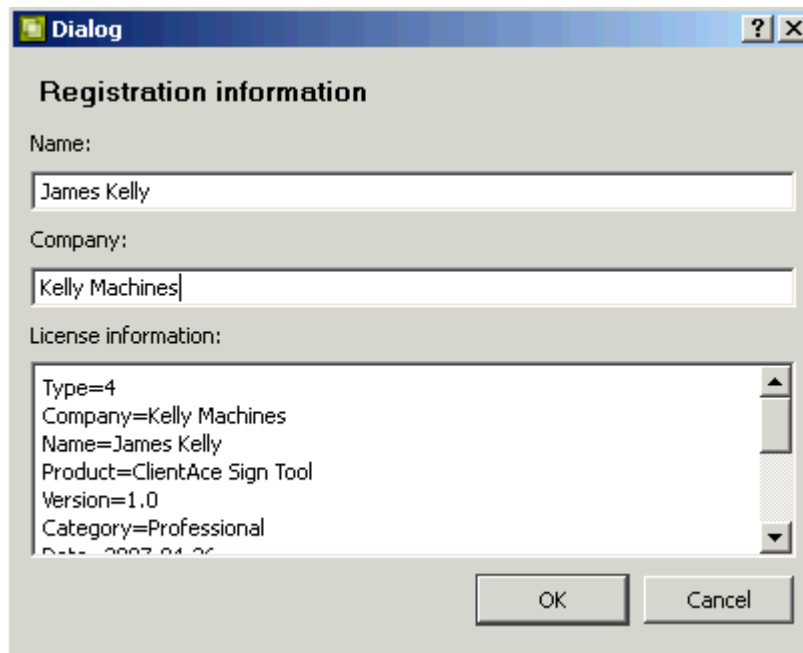 Dialog
Registration information
Name:
James Kelly
Company:
Kelly Machines
License information:
Type=4
Company=Kelly Machines
Name=James Kelly
Product=ClientAce Sign Tool
Version=1.0
Category=Professional
OK
Cancel